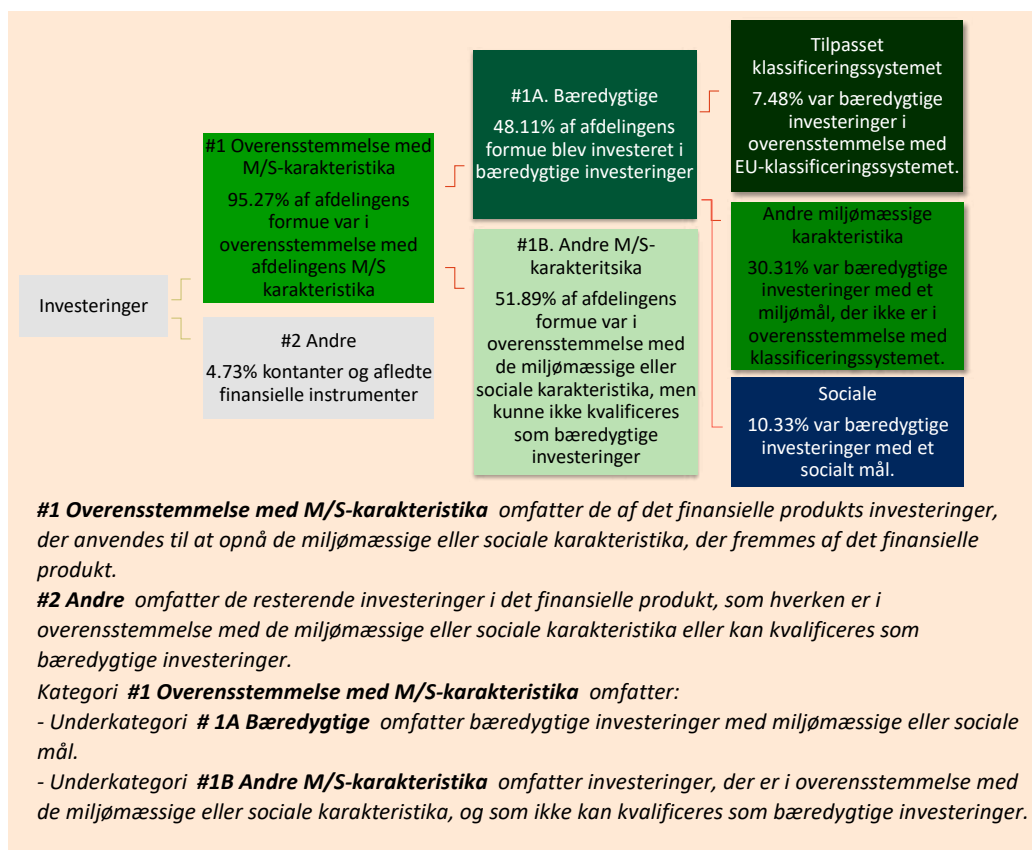 Investeringer
#1 Overensstemmelse med
M/S-karakteristika
95.27% af afdelingens
formue var i
overensstemmelse med
afdelingens M/S
karakteristika
#2 Andre
4.73% kontanter og afledte
finansielle instrumenter
#1A. Bæredygtige
48.11% af afdelingens
formue blev investeret i
bæredygtige investeringer
#1B. Andre M/S-
karakteritsika
51.89% af afdelingens
formue var i
overensstemmelse med
de miljømæssige eller
sociale karakteristika, men
kunne ikke kvalificeres
som bæredygtige
investeringer
Tilpasset
klassificeringssystemet
7.48% var bæredygtige
investeringer i
overensstemmelse med
EU-klassificeringssystemet.
Andre miljømæssige
karakteristika
30.31% var bæredygtige
investeringer med et
miljømål, der ikke er i
overensstemmelse med
klassificeringssystemet.
Sociale
10.33% var bæredygtige
investeringer med et
socialt mål.
#1 Overensstemmelse med M/S-karakteristika omfatter de af det finansielle produkts investeringer,
der anvendes til at opnå de miljømæssige eller sociale karakteristika, der fremmes af det finansielle
produkt.
#2 Andre omfatter de resterende investeringer i det finansielle produkt, som hverken er i
overensstemmelse med de miljømæssige eller sociale karakteristika eller kan kvalificeres som
bæredygtige investeringer.
Kategori #1 Overensstemmelse med M/S-karakteristika omfatter:
- Underkategori # 1A Bæredygtige omfatter bæredygtige investeringer med miljømæssige eller sociale
mål.
- Underkategori #1B Andre M/S-karakteristika omfatter investeringer, der er i overensstemmelse med
de miljømæssige eller sociale karakteristika, og som ikke kan kvalificeres som bæredygtige investeringer.